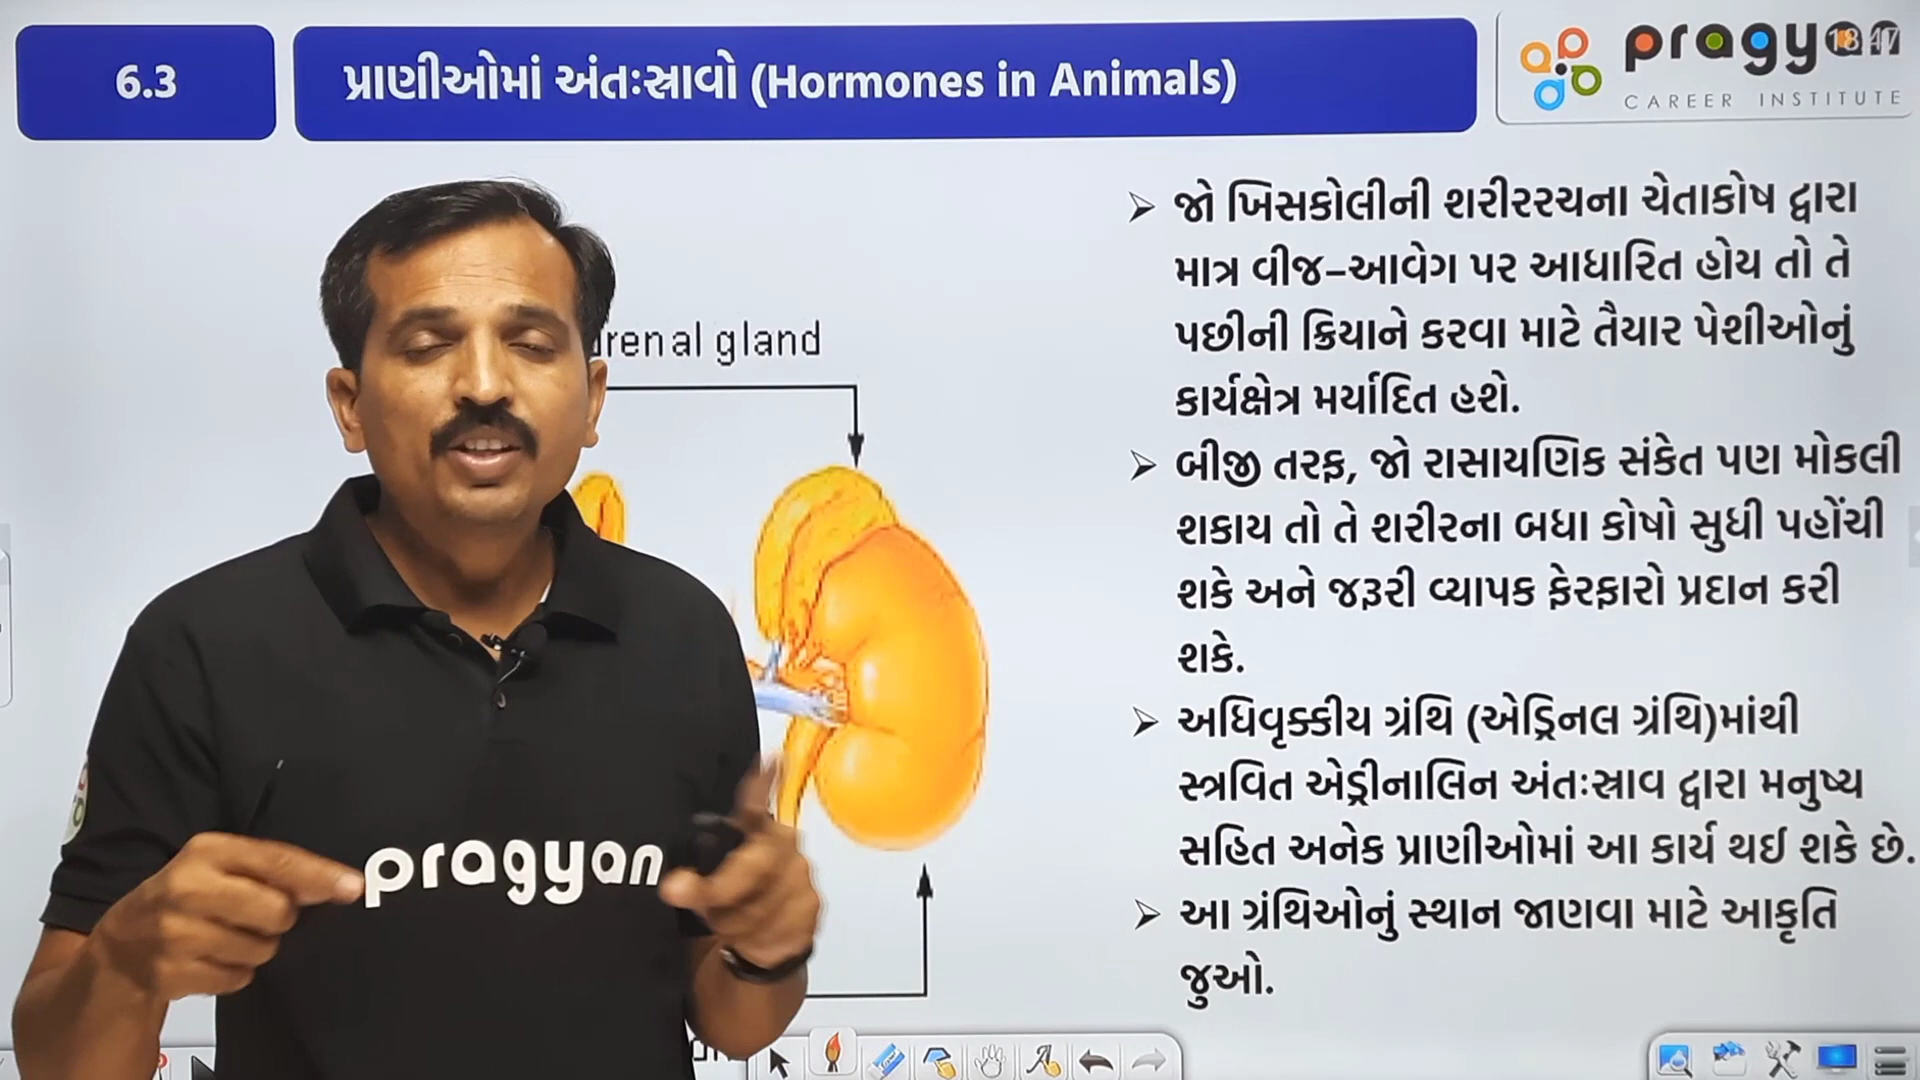 6.3
પ્રાણીઓમાં અંતઃસ્રાવો (Hormones in Animals)
pragyan
18:47
CAREER INSTITUTE
જો ખિસકોલીની શરીરરચના ચેતાકોષ દ્વારા
માત્ર વીજ–આવેગ પર આધારિત હોય તો તે
પછીની ક્રિયાને કરવા માટે તૈયાર પેશીઓનું
કાર્યક્ષેત્ર મર્યાદિત હશે.
બીજી તરફ, જો રાસાયણિક સંકેત પણ મોકલી
શકાય તો તે શરીરના બધા કોષો સુધી પહોંચી
શકે અને જરૂરી વ્યાપક ફેરફારો પ્રદાન કરી
શકે.
અધિવૃક્કીય ગ્રંથિ (એડ્રિનલ ગ્રંથિ)માંથી
સ્ત્રવિત એડ્રીનાલિન અંતઃસ્રાવ દ્વારા મનુષ્ય
સહિત અનેક પ્રાણીઓમાં આ કાર્ય થઈ શકે છે.
આ ગ્રંથિઓનું સ્થાન જાણવા માટે આકૃતિ
જુઓ.
gland
pragyan